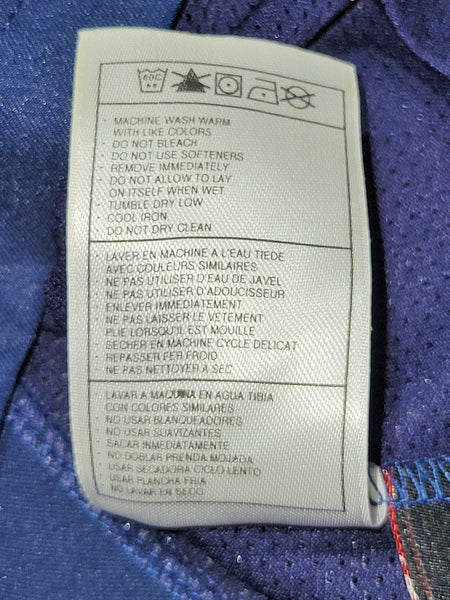 40C
· MACHINE WASH WARM
WITH LIKE COLORS
· DO NOT BLEACH
· DO NOT USE SOFTENERS
· REMOVE IMMEDIATELY
· DO NOT ALLOW TO LAY
ON ITSELF WHEN WET
· TUMBLE DRY LOW
· COOL IRON
DO NOT DRY CLEAN
LAVER EN MACHINE A L'EAU TIEDE
AVEC COULEURS SIMILAIRES
· NE PAS UTILISER D'EAU DE JAVEL
· NE PAS UTILISER D'ADOUCISSEUR
ENLEVER IMMEDIATEMENT
· NE PAS LAISSER LE VETEMENT
PLIE LORSQU'IL EST MOUILLE
· SECHER EN MACHINE CYCLE DELICAT
· REPASSER FER FROID
· NE PAS NETTOYER A SEC
· LAVAR A MAQUINA EN AGUA TIBIA
CON COLORES SIMILARES
· NO USAR BLANQUEADORES
· NO USAR SUAVIZANTES
· SACAR INMEDIATAMENTE
· NO DOBLAR PRENDA MOJADA
· USAR SECADORA CICLO LENTO
· USAR PLANCHA FRIA
NO LAVAR EN SECO